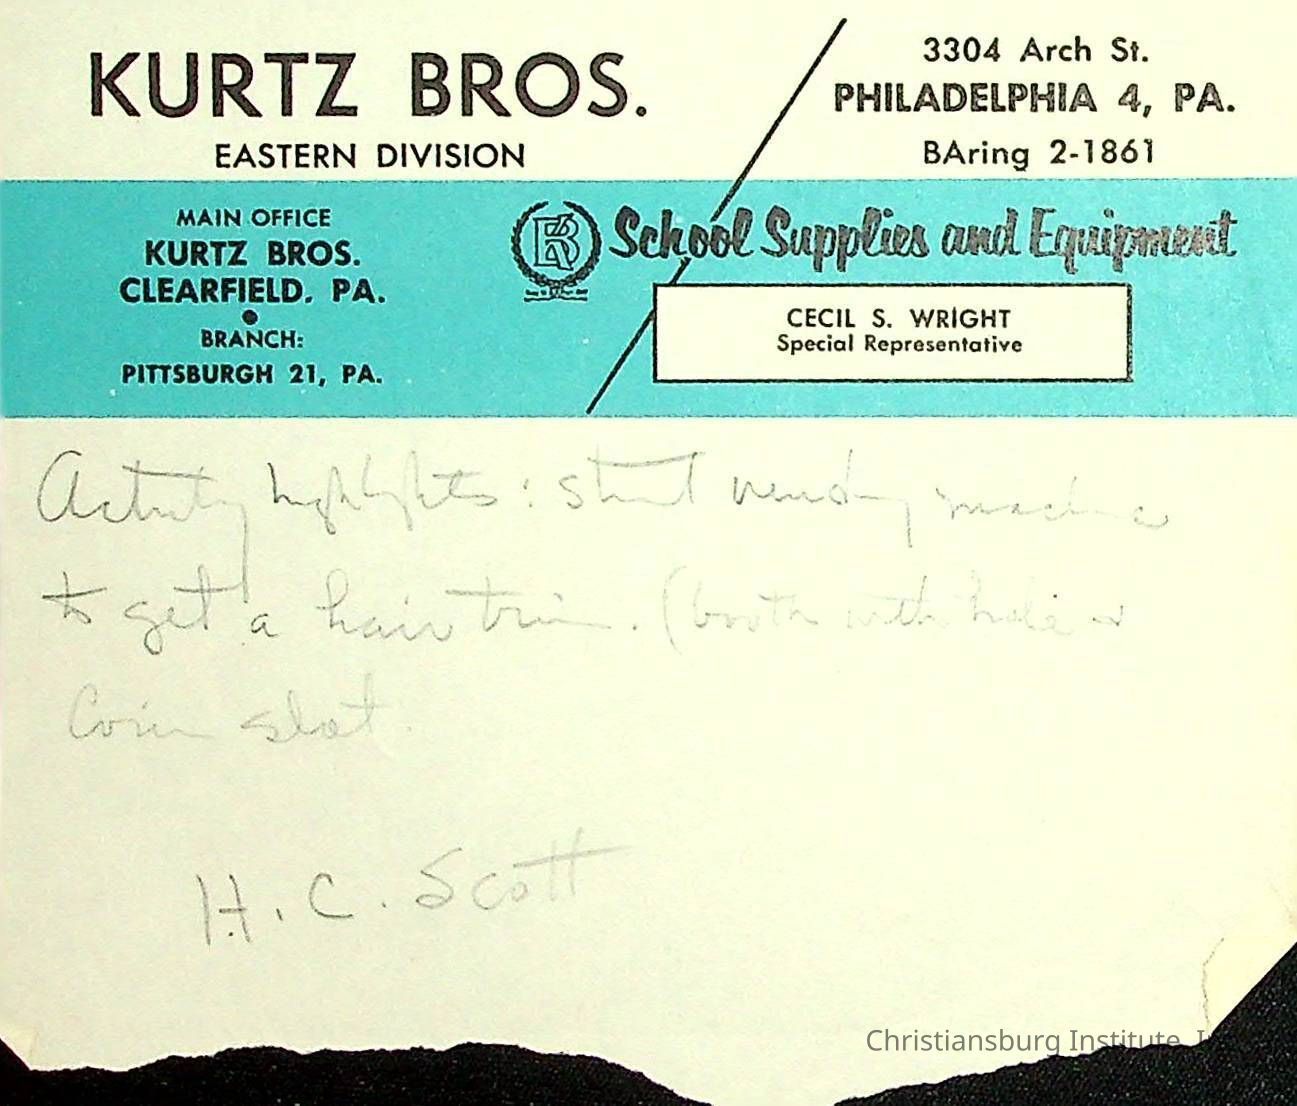 KURTZ BROS.
EASTERN DIVISION
3304 Arch St.
PHILADELPHIA 4, PA.
BAring 2-1861
MAIN OFFICE
KURTZ BROS.
CLEARFIELD, PA.
BRANCH:
PITTSBURGH 21, PA.
School Supplies and Equipment
CECIL S. WRIGHT
Special Representative
Activity highlights: vending machine
to get a hair trim. (booth with hole &
Coin slot.
H. C. Scott
Christiansburg Institute, I